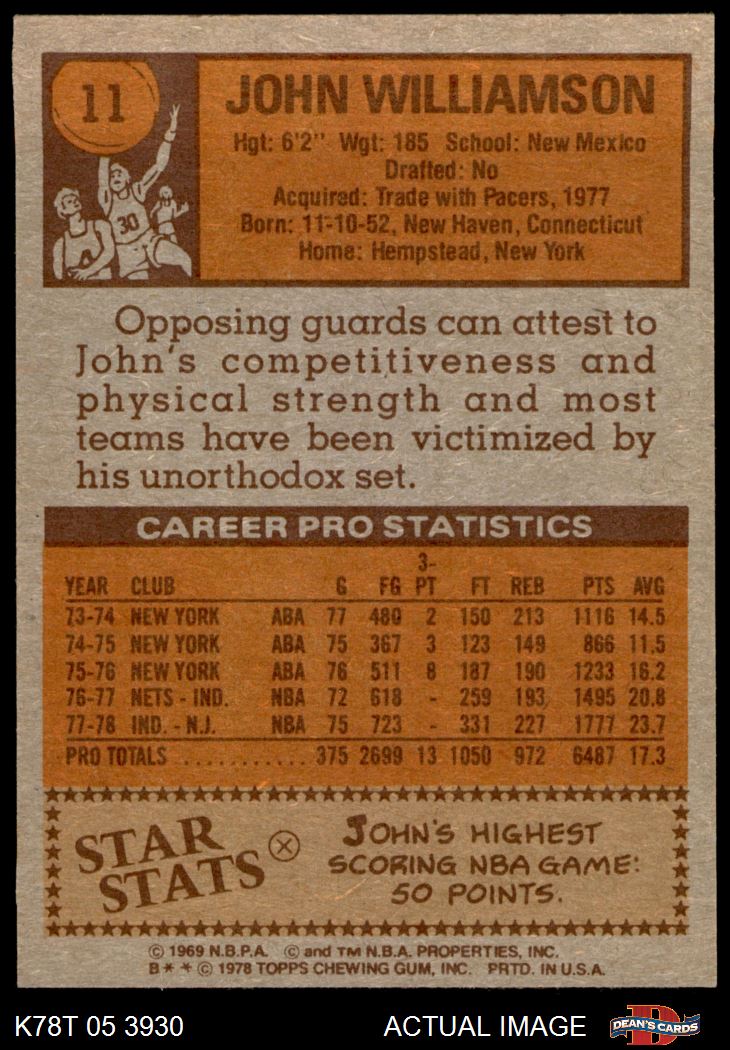 11
JOHN WILLIAMSON
Hgt: 6'2" Wgt: 185 School: New Mexico
Drafted: No
Acquired: Trade with Pacers, 1977
Born: 11-10-52, New Haven, Connecticut
Home: Hempstead, New York
30
Opposing guards can attest to
John's competitiveness and
physical strength and most
teams have been victimized by
his unorthodox set.
CAREER PRO STATISTICS
YEAR CLUB G FG 3-PT FT REB PTS AVG
73-74 NEW YORK ABA 77 480 2 150 213 1116 14.5
74-75 NEW YORK ABA 75 367 3 123 149 866 11.5
75-76 NEW YORK ABA 76 511 8 187 190 1233 16.2
76-77 NETS - IND. NBA 72 618 - 259 193 1495 20.8
77-78 IND. - N.J. NBA 75 723 - 331 227 1777 23.7
PRO TOTALS ........... 375 2699 13 1050 972 6487 17.3
STAR
STATS
JOHN'S HIGHEST
SCORING NBA GAME:
50 POINTS.
© 1969 N.B.P.A. © and TM N.B.A. PROPERTIES, INC.
B* * © 1978 TOPPS CHEWING GUM, INC. PRTD. IN U.S.A.
K78T 05 3930 ACTUAL IMAGE
D
DEAN'S CARDS